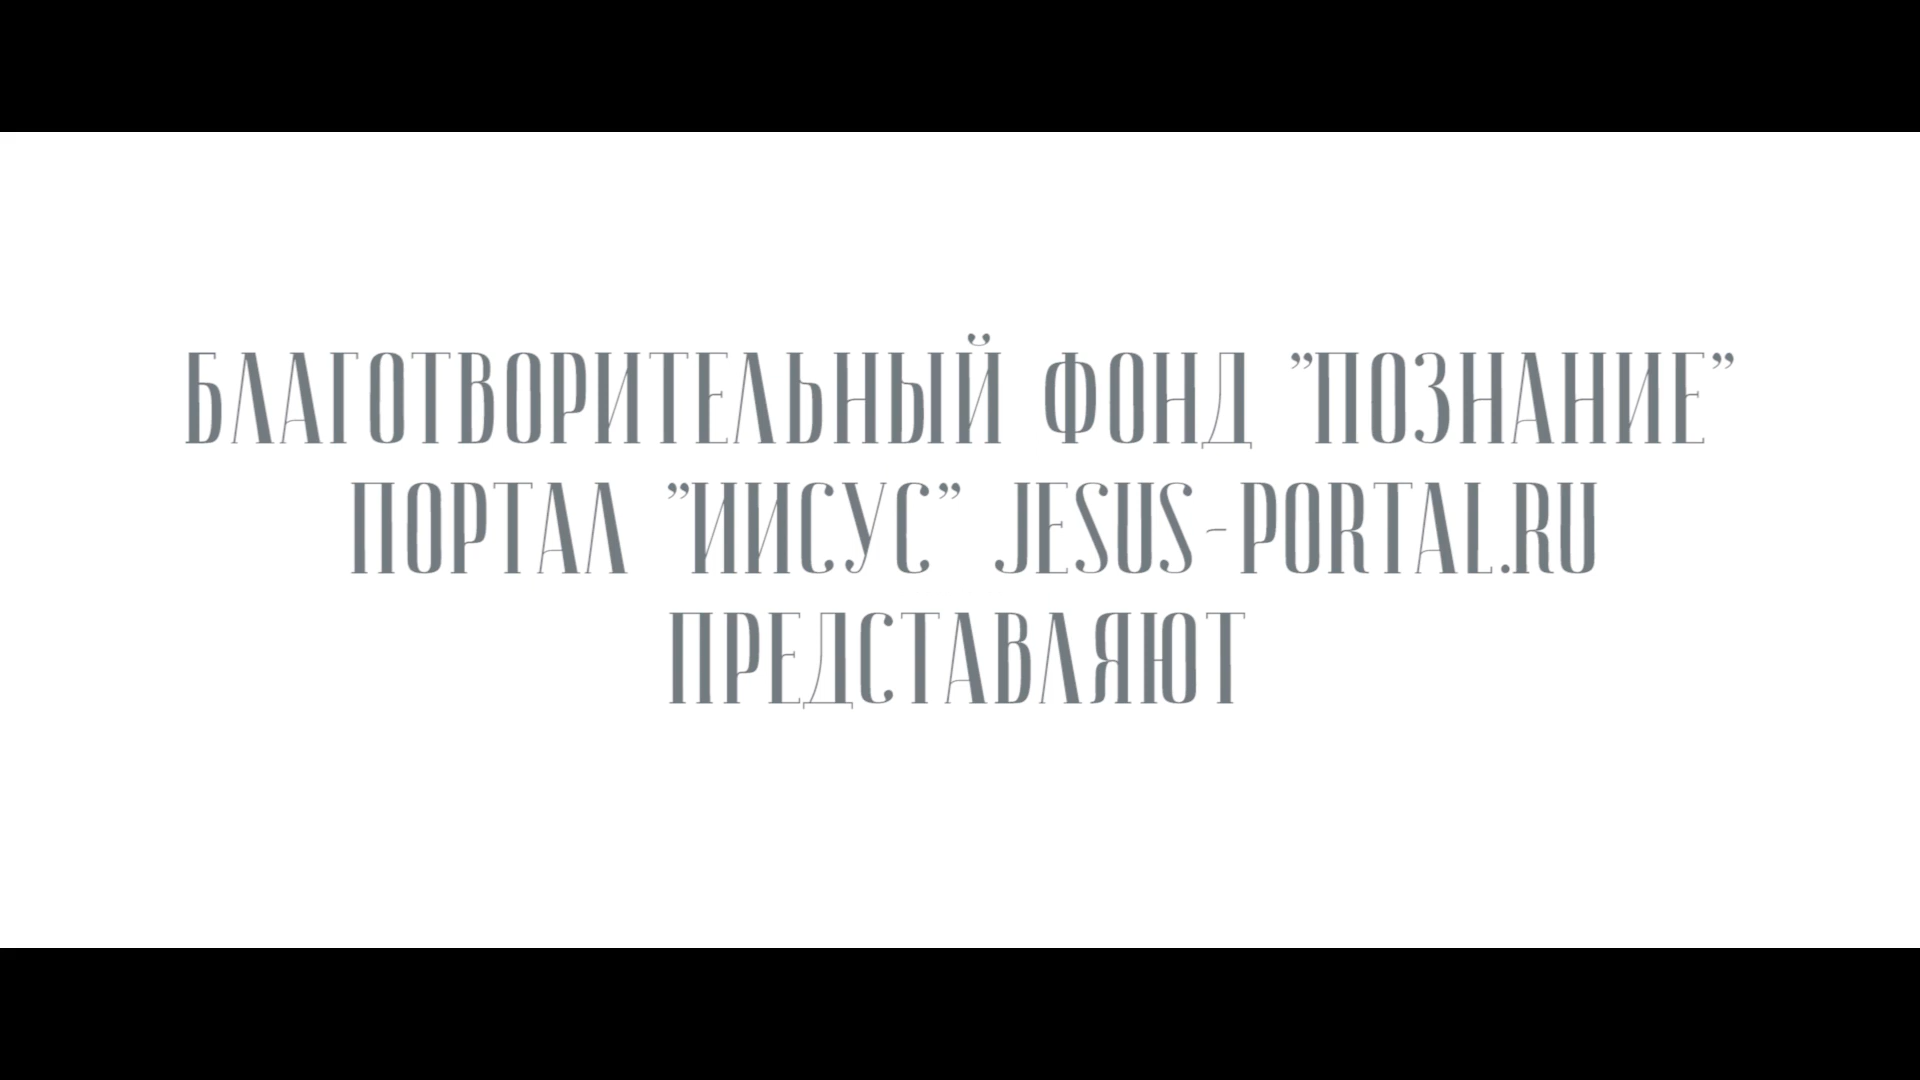 БЛАГОТВОРИТЕЛЬНЫЙ ФОНД ”ПОЗНАНИЕ”
ПОРТАЛ ”ИИСУС” JESUS-PORTAL.RU
ПРЕДСТАВЛЯЮТ